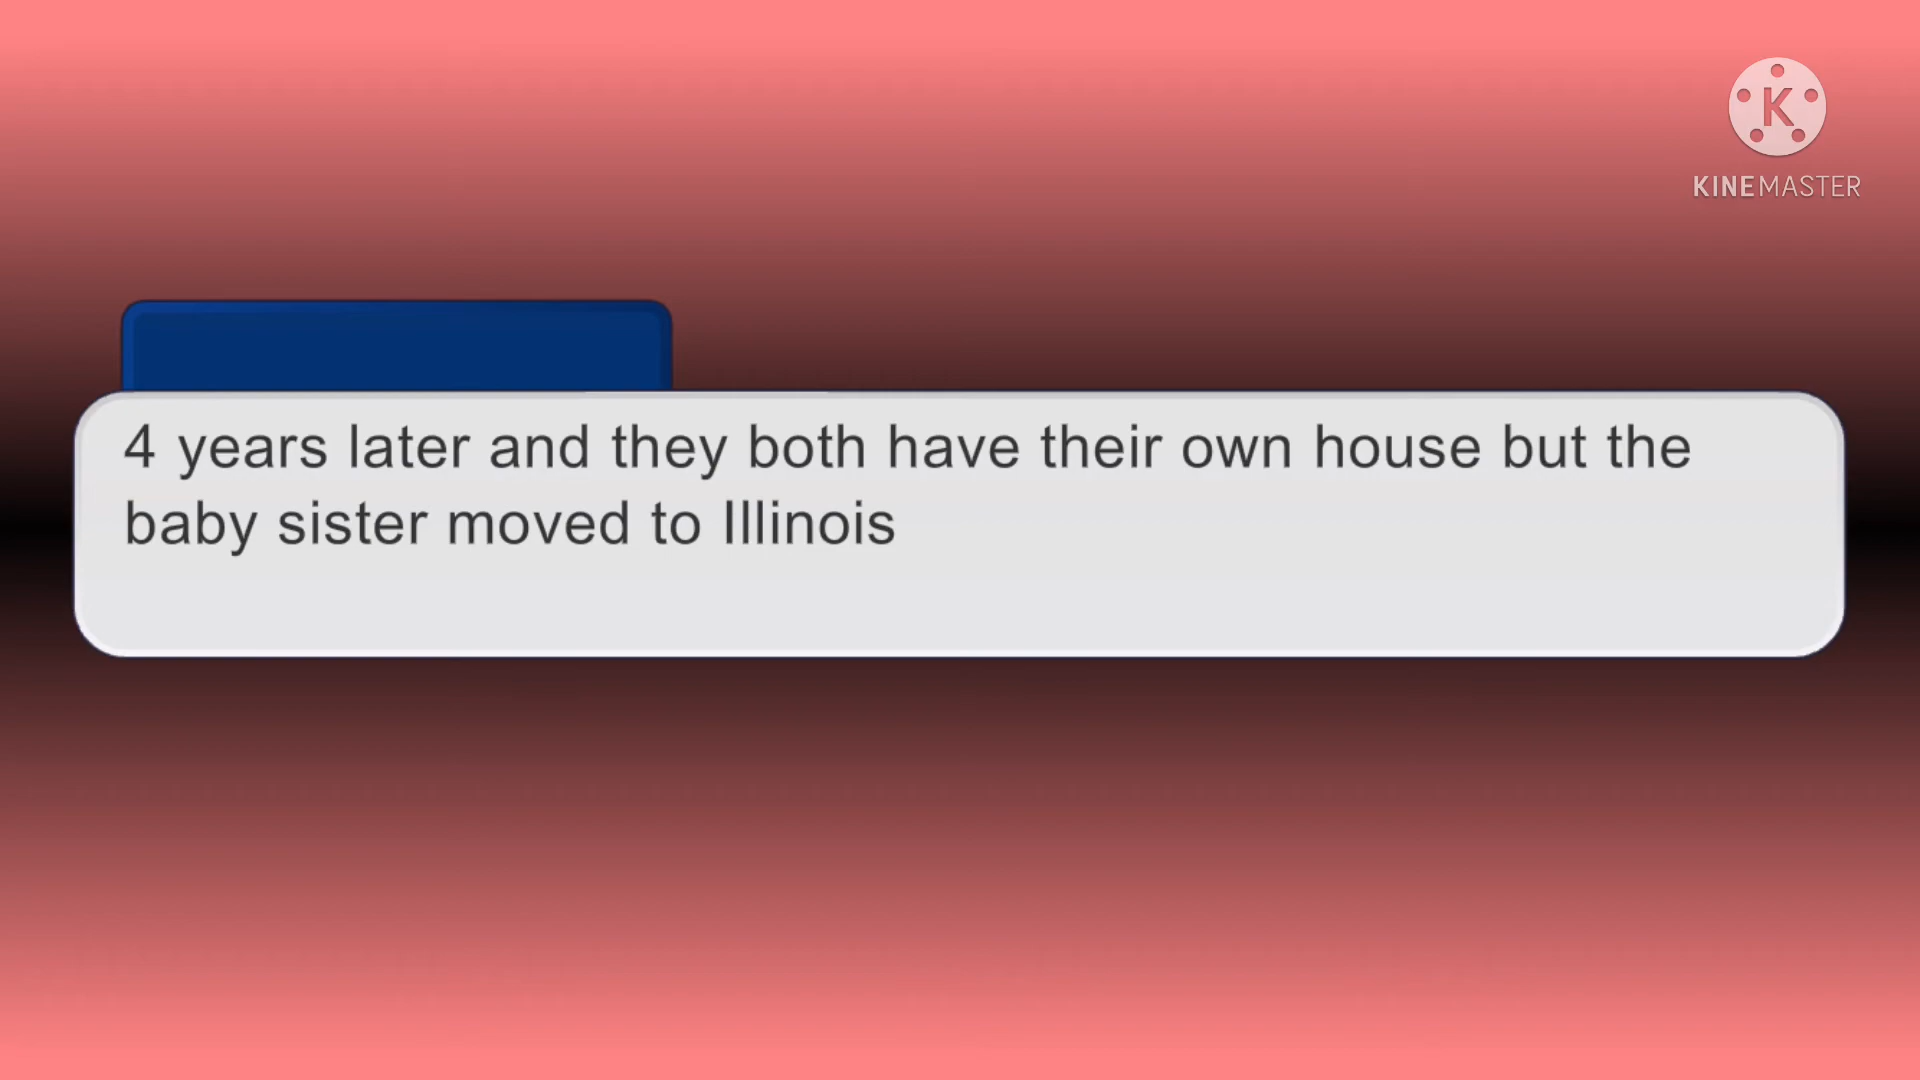 K
KINEMASTER
4 years later and they both have their own house but the
baby sister moved to Illinois